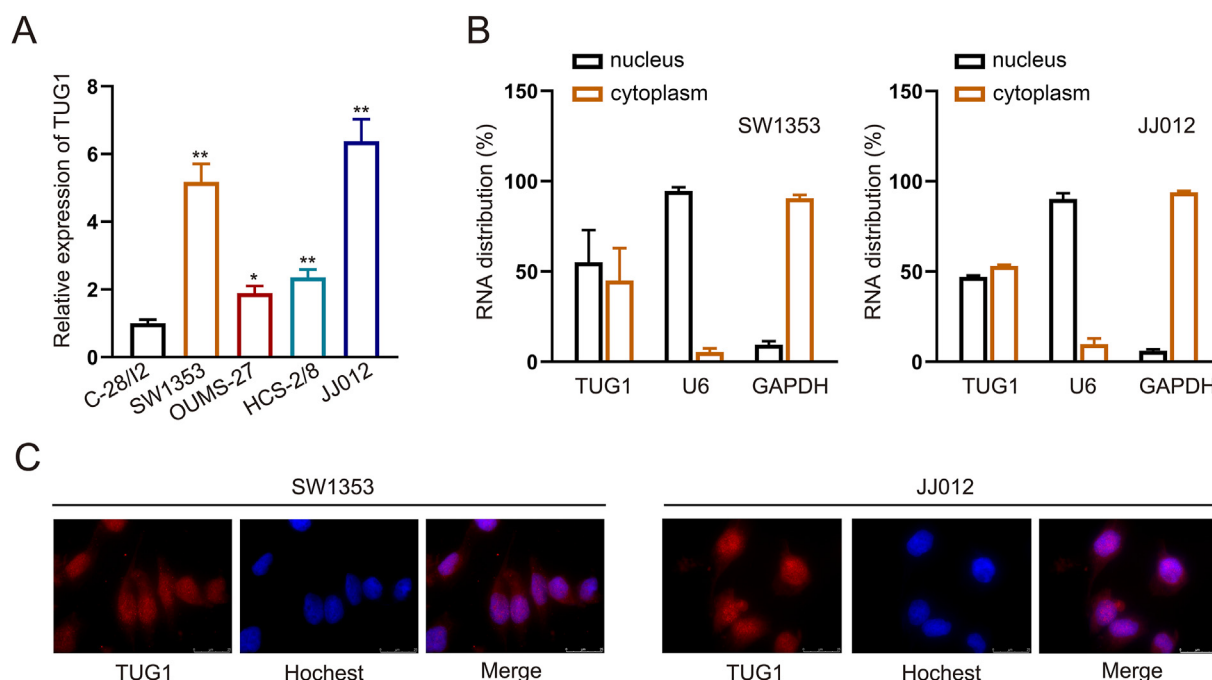 A
Relative expression of TUG1
8
6
4
2
0
**
*
**
**
C-28/I2
SW1353
OUMS-27
HCS-2/8
JJ012
B
nucleus
cytoplasm
SW1353
RNA distribution (%)
150
100
50
0
TUG1 U6 GAPDH
nucleus
cytoplasm
JJ012
RNA distribution (%)
150
100
50
0
TUG1 U6 GAPDH
C
SW1353
TUG1 Hochest Merge
JJ012
TUG1 Hochest Merge